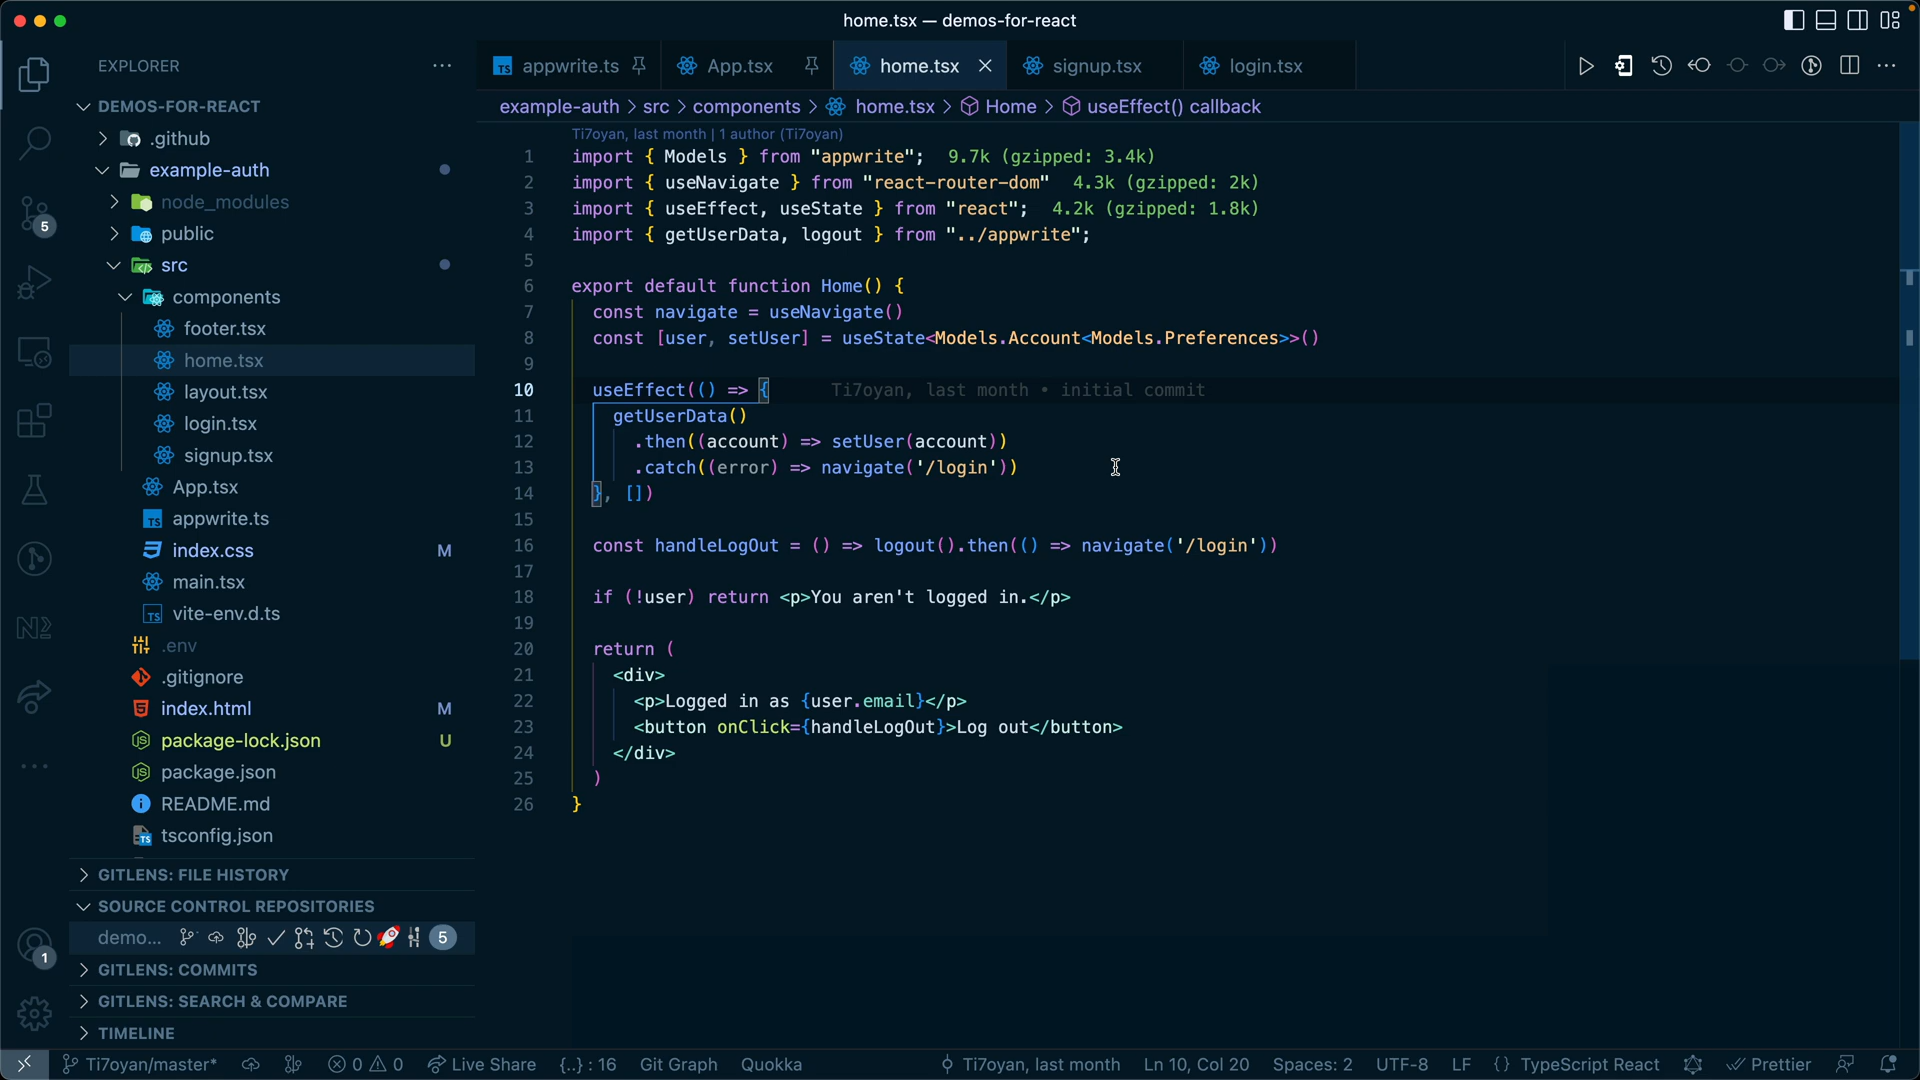 home.tsx — demos-for-react
EXPLORER
DEMOS-FOR-REACT
.github
example-auth
node_modules
public
src
components
footer.tsx
home.tsx
layout.tsx
login.tsx
signup.tsx
App.tsx
appwrite.ts
index.css M
main.tsx
vite-env.d.ts
.env
.gitignore
index.html M
package-lock.json U
package.json
README.md
tsconfig.json
GITLENS: FILE HISTORY
SOURCE CONTROL REPOSITORIES
demo... 5
GITLENS: COMMITS
GITLENS: SEARCH & COMPARE
TIMELINE
5
1
appwrite.ts App.tsx home.tsx signup.tsx login.tsx
example-auth > src > components > home.tsx > Home > useEffect() callback
Ti7oyan, last month | 1 author (Ti7oyan)
1 import { Models } from "appwrite"; 9.7k (gzipped: 3.4k)
2 import { useNavigate } from "react-router-dom" 4.3k (gzipped: 2k)
3 import { useEffect, useState } from "react"; 4.2k (gzipped: 1.8k)
4 import { getUserData, logout } from "../appwrite";
5
6 export default function Home() {
7 const navigate = useNavigate()
8 const [user, setUser] = useState<Models.Account<Models.Preferences>>()
9
10 useEffect(() => { Ti7oyan, last month • initial commit
11 getUserData()
12 .then((account) => setUser(account))
13 .catch((error) => navigate('/login'))
14 }, [])
15
16 const handleLogOut = () => logout().then(() => navigate('/login'))
17
18 if (!user) return <p>You aren't logged in.</p>
19
20 return (
21 <div>
22 <p>Logged in as {user.email}</p>
23 <button onClick={handleLogOut}>Log out</button>
24 </div>
25 )
26 }
Ti7oyan/master* 0 0 Live Share {..} : 16 Git Graph Quokka Ti7oyan, last month Ln 10, Col 20 Spaces: 2 UTF-8 LF {} TypeScript React Prettier